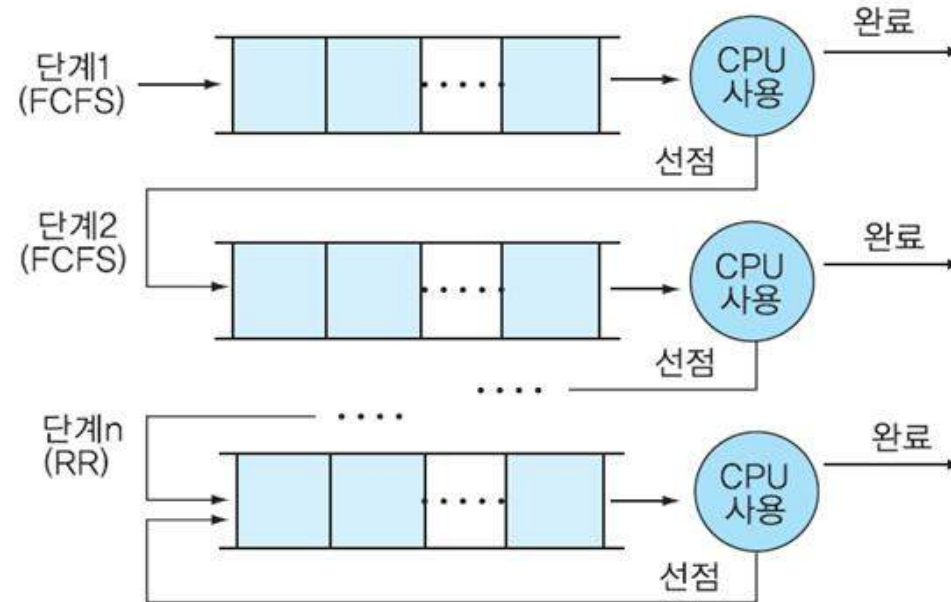 단계1
(FCFS)
CPU
사용
완료
선점
단계2
(FCFS)
CPU
사용
완료
선점
단계n
(RR)
CPU
사용
완료
선점